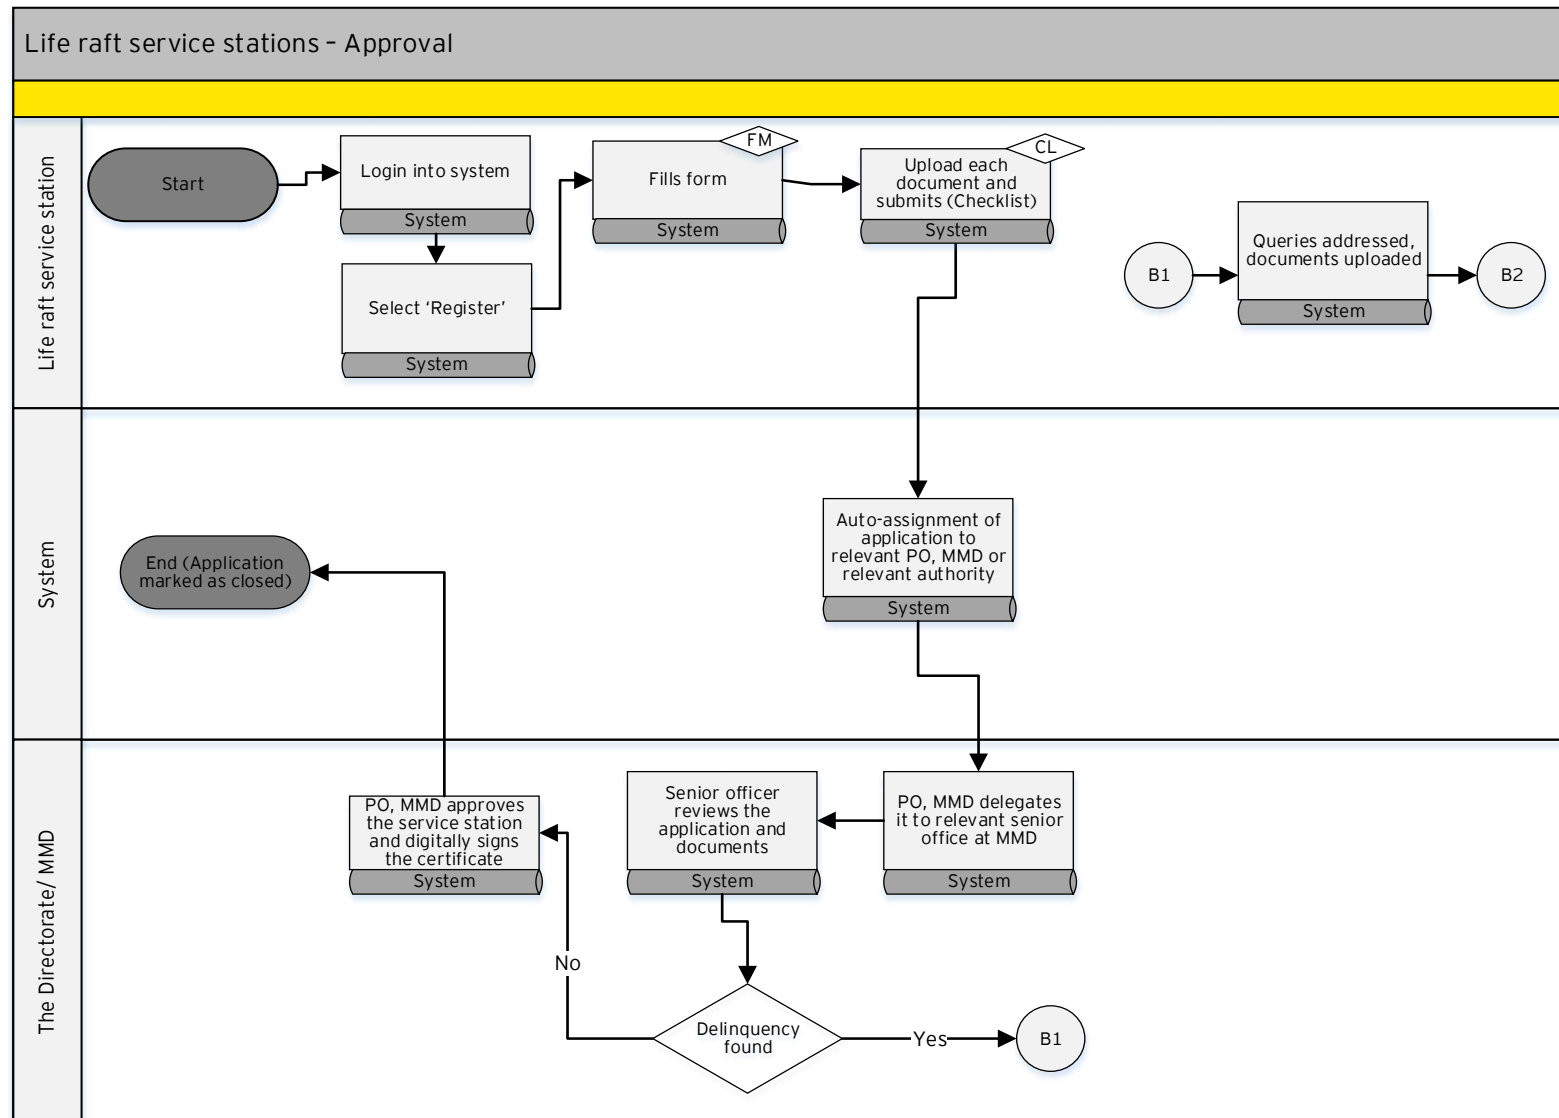 Life raft service stations – Approval
Life raft service station
Start
Login into system
System
Select ‘Register’
System
FM
Fills form
System
CL
Upload each
document and
submits (Checklist)
System
B1
Queries addressed,
documents uploaded
System
B2
System
End (Application
marked as closed)
Auto-assignment of
application to
relevant PO, MMD or
relevant authority
System
The Directorate/ MMD
PO, MMD approves
the service station
and digitally signs
the certificate
System
Senior officer
reviews the
application and
documents
System
PO, MMD delegates
it to relevant senior
office at MMD
System
No
Delinquency
found
Yes
B1